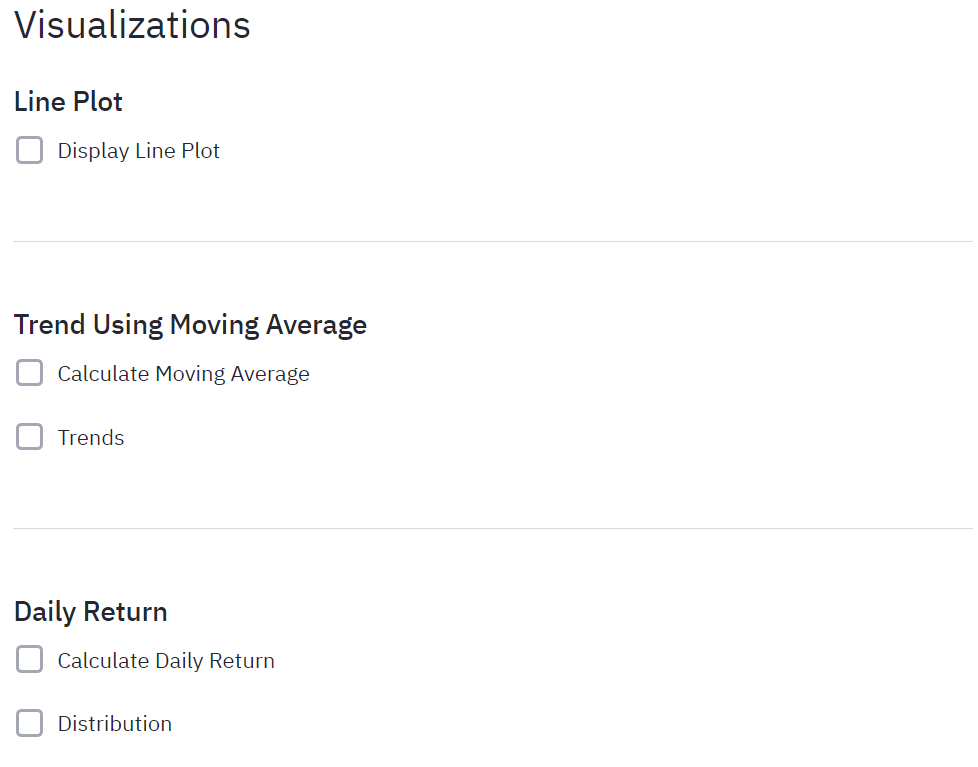 Visualizations
Line Plot
Display Line Plot
Trend Using Moving Average
Calculate Moving Average
Trends
Daily Return
Calculate Daily Return
Distribution